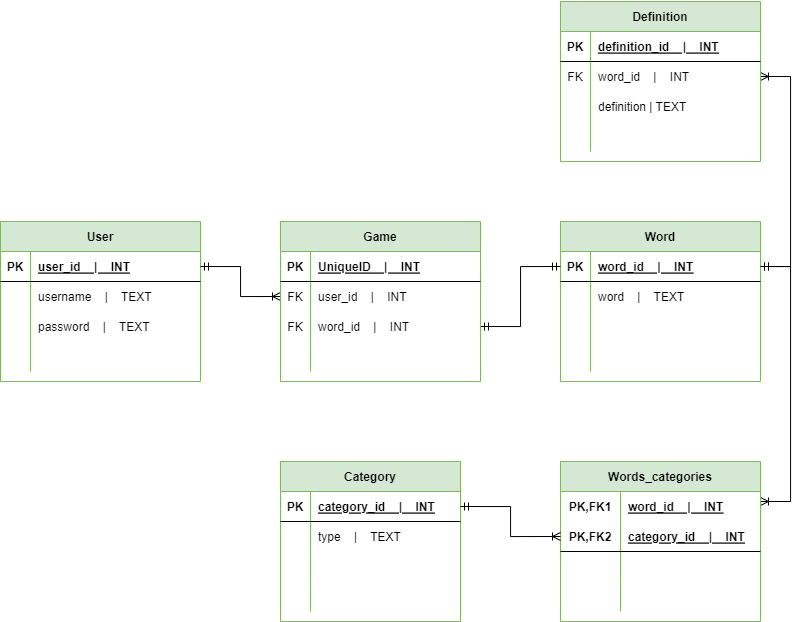 Definition
PK definition_id | INT
FK word_id | INT
definition | TEXT
User
PK user_id | INT
username | TEXT
password | TEXT
Game
PK UniqueID | INT
FK user_id | INT
FK word_id | INT
Word
PK word_id | INT
word | TEXT
Category
PK category_id | INT
type | TEXT
Words_categories
PK,FK1 word_id | INT
PK,FK2 category_id | INT